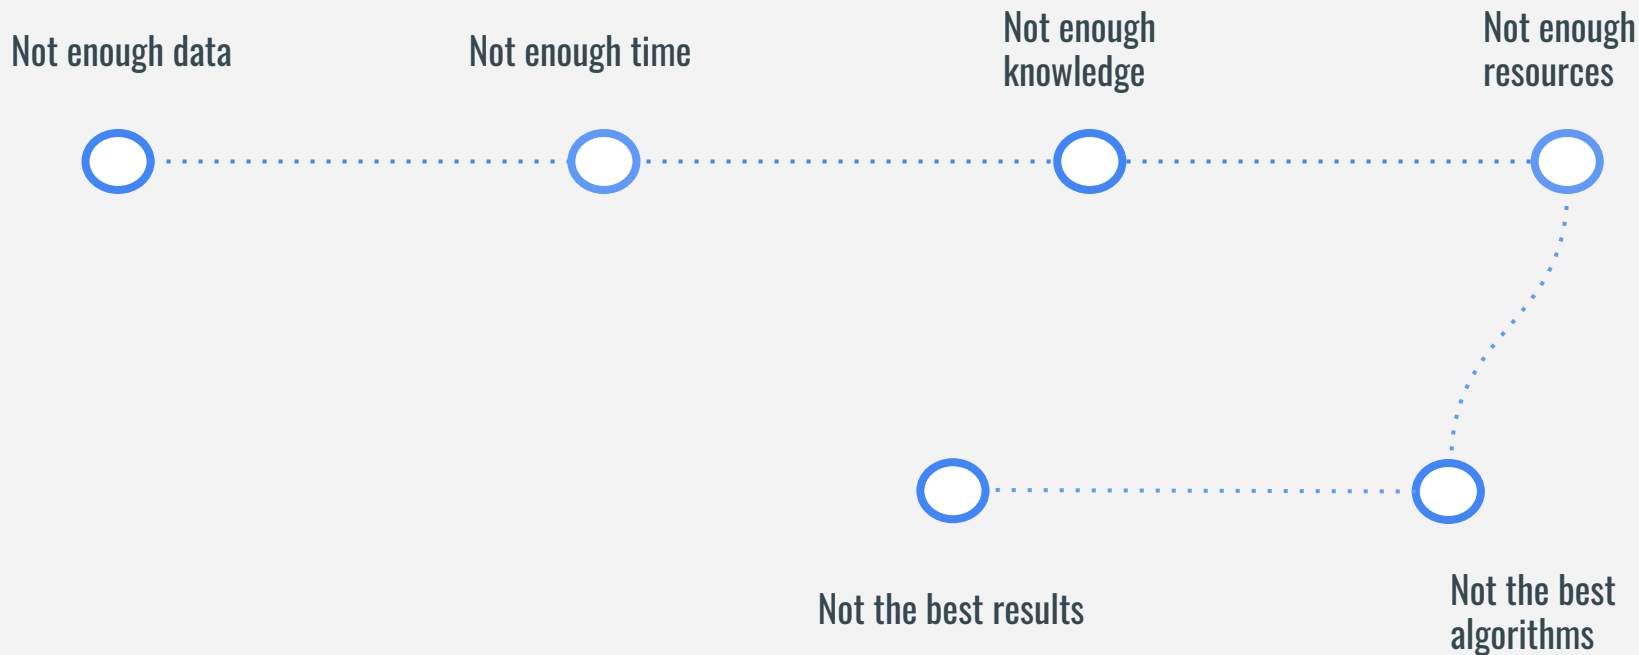 Not enough data
Not enough time
Not enough
knowledge
Not enough
resources
Not the best results
Not the best
algorithms